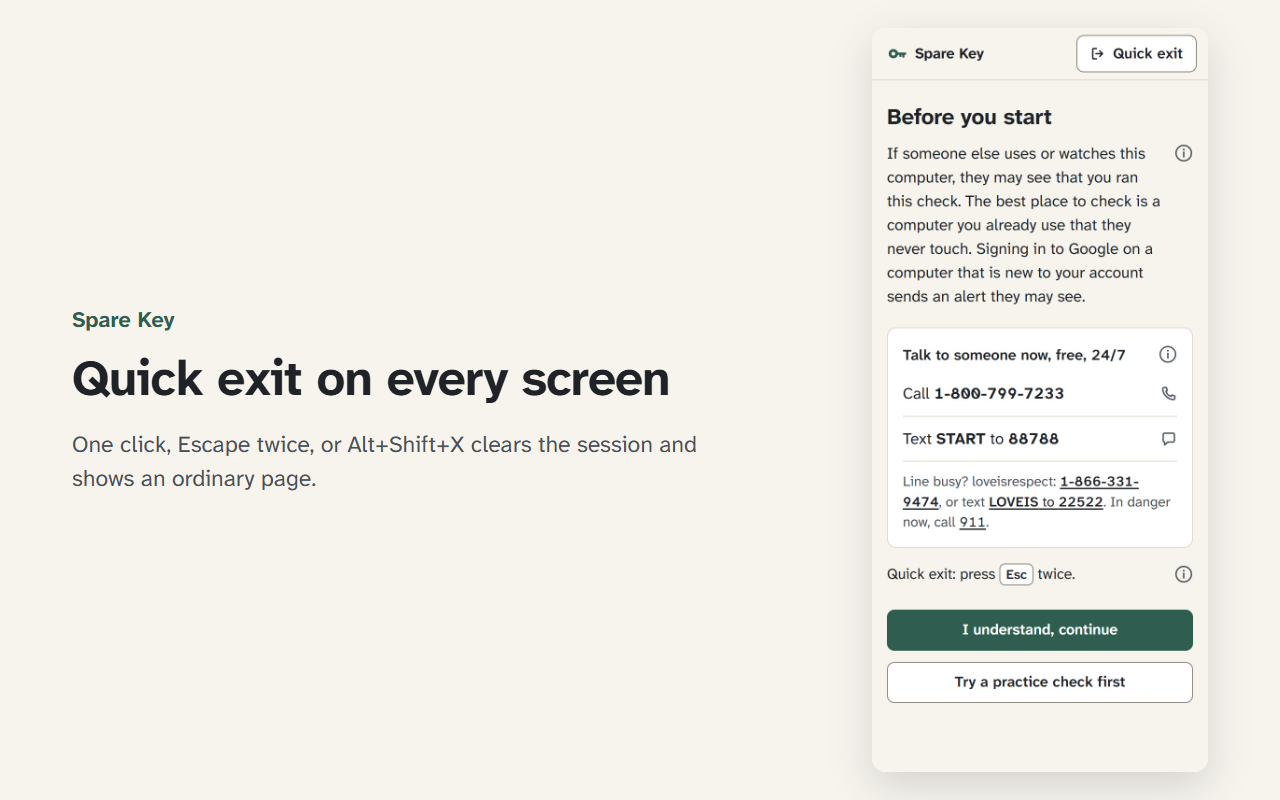 Spare Key
Quick exit on every screen
One click, Escape twice, or Alt+Shift+X clears the session and
shows an ordinary page.
Spare Key
Quick exit
Before you start
If someone else uses or watches this
computer, they may see that you ran
this check. The best place to check is a
computer you already use that they
never touch. Signing in to Google on a
computer that is new to your account
sends an alert they may see.
Talk to someone now, free, 24/7
Call 1-800-799-7233
Text START to 88788
Line busy? loveisrespect: 1-866-331-
9474, or text LOVEIS to 22522. In danger
now, call 911.
Quick exit: press Esc twice.
I understand, continue
Try a practice check first